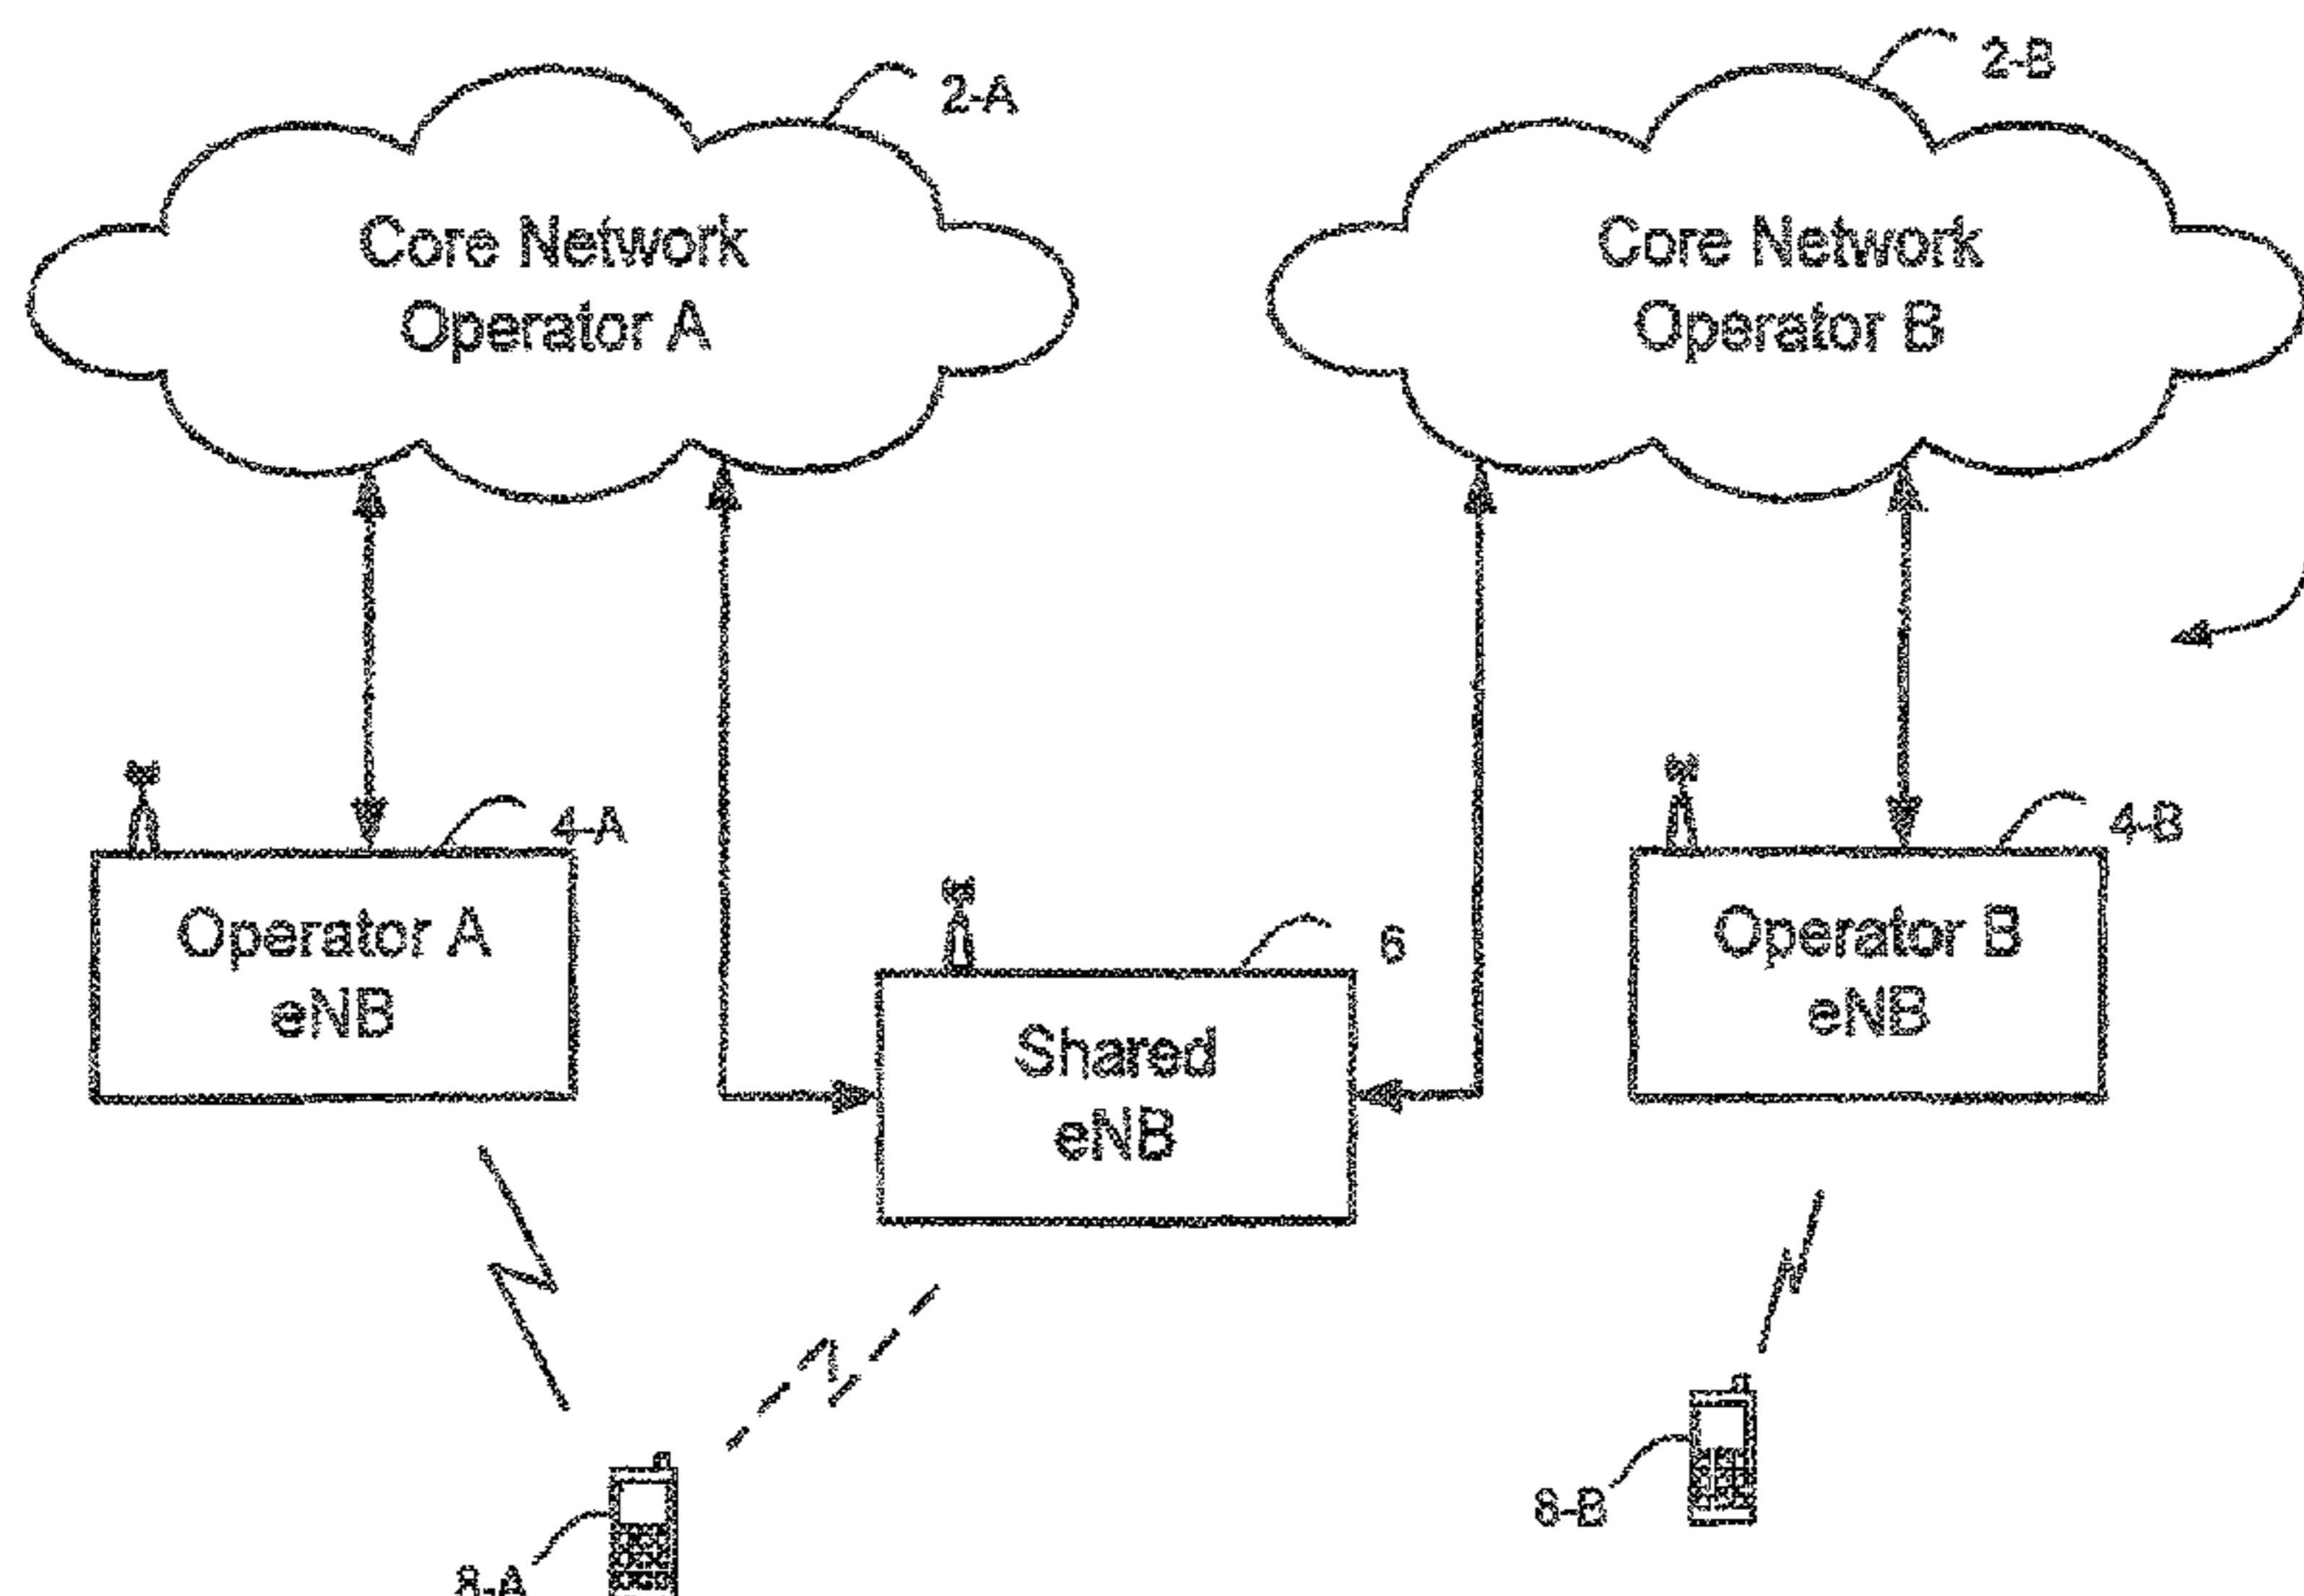 2-A
2-B
Core Network
Operator A
Core Network
Operator B
4-A
4-B
Operator A
eNB
6
Operator B
eNB
Shared
eNB
8-B
8-A